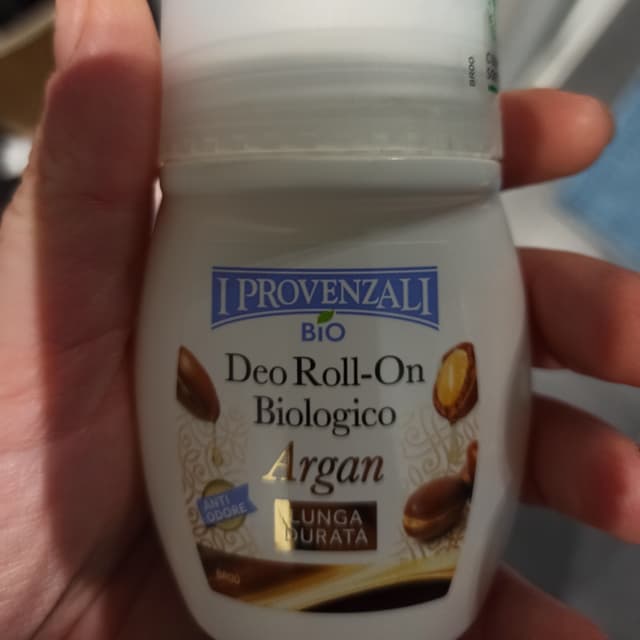 I PROVENZALI
BIO
Deo Roll-On
Biologico
Argan
ANTI
ODORE
LUNGA
DURATA